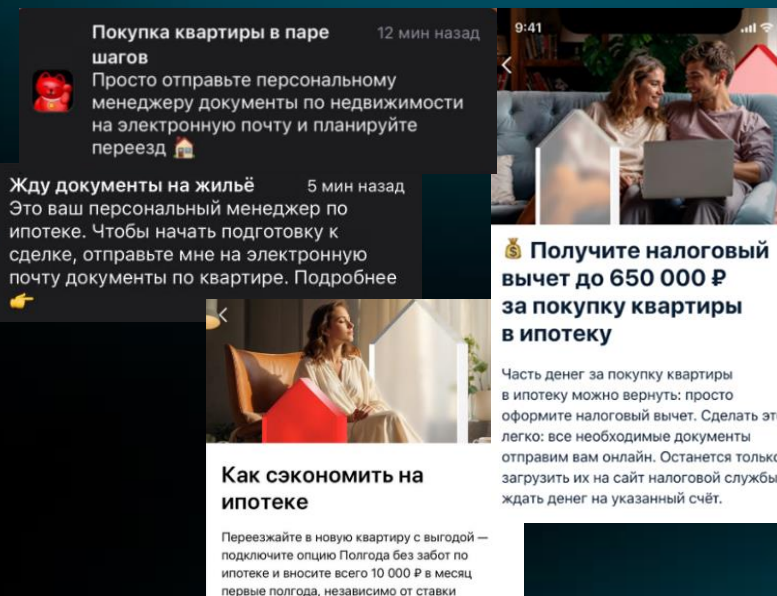 Покупка квартиры в паре
шагов
12 мин назад
Просто отправьте персональному
менеджеру документы по недвижимости
на электронную почту и планируйте
переезд 🏠
Жду документы на жильё
5 мин назад
Это ваш персональный менеджер по
ипотеке. Чтобы начать подготовку к
сделке, отправьте мне на электронную
почту документы по квартире. Подробнее
👉
9:41
💰 Получите налоговый
вычет до 650 000 ₽
за покупку квартиры
в ипотеку
Часть денег за покупку квартиры
в ипотеку можно вернуть: просто
оформите налоговый вычет. Сделать
легко: все необходимые документы
отправим вам онлайн. Останется только
загрузить их на сайт налоговой службы
ждать денег на указанный счёт.
Как сэкономить на
ипотеке
Переезжайте в новую квартиру с выгодой —
подключите опцию Полгода без забот по
ипотеке и вносите всего 10 000 ₽ в месяц
первые полгода, независимо от ставки